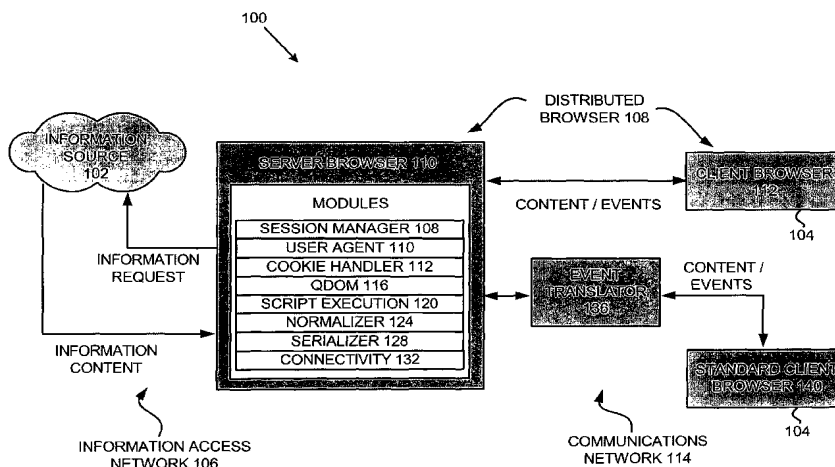 100
INFORMATION
SOURCE
102
SERVER BROWSER 110
MODULES
SESSION MANAGER 108
USER AGENT 110
COOKIE HANDLER 112
QDOM 116
SCRIPT EXECUTION 120
NORMALIZER 124
SERIALIZER 128
CONNECTIVITY 132
INFORMATION
REQUEST
INFORMATION
CONTENT
INFORMATION ACCESS
NETWORK 106
DISTRIBUTED
BROWSER 108
CLIENT BROWSER
112
104
CONTENT / EVENTS
EVENT
TRANSLATOR
136
CONTENT /
EVENTS
STANDARD CLIENT
BROWSER 140
104
COMMUNICATIONS
NETWORK 114